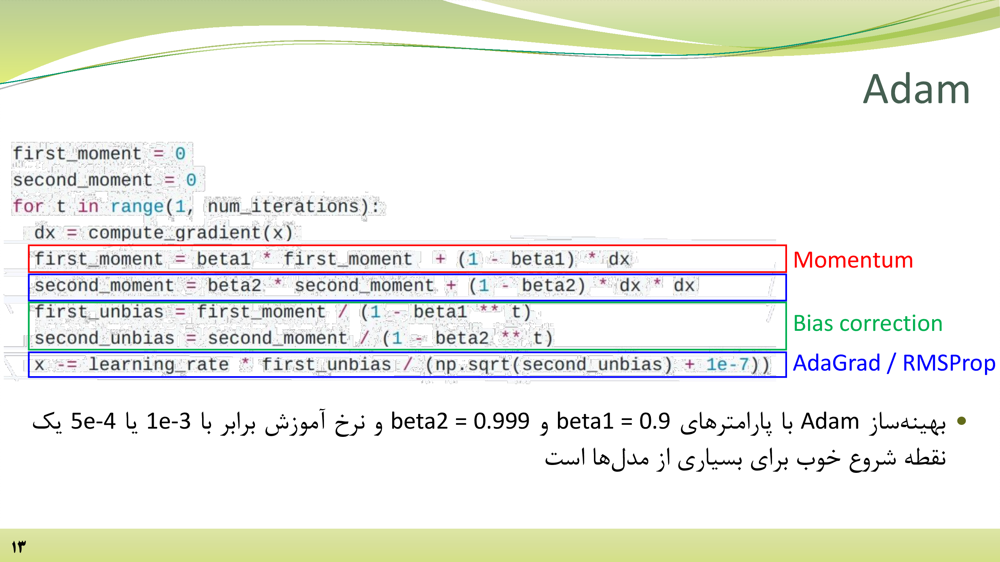 Adam
first_moment = 0
second_moment = 0
for t in range(1, num_iterations):
dx = compute_gradient(x)
first_moment = beta1 * first_moment + (1 - beta1) * dx
Momentum
second_moment = beta2 * second_moment + (1 - beta2) * dx * dx
first_unbias = first_moment / (1 - beta1 ** t)
Bias correction
second_unbias = second_moment / (1 - beta2 ** t)
x -= learning_rate * first_unbias / (np.sqrt(second_unbias) + 1e-7))
AdaGrad / RMSProp
• بهینه‌ساز Adam با پارامترهای beta1 = 0.9 و beta2 = 0.999 و نرخ آموزش برابر با 1e-3 یا 5e-4 یک
نقطه شروع خوب برای بسیاری از مدل‌ها است
۱۳